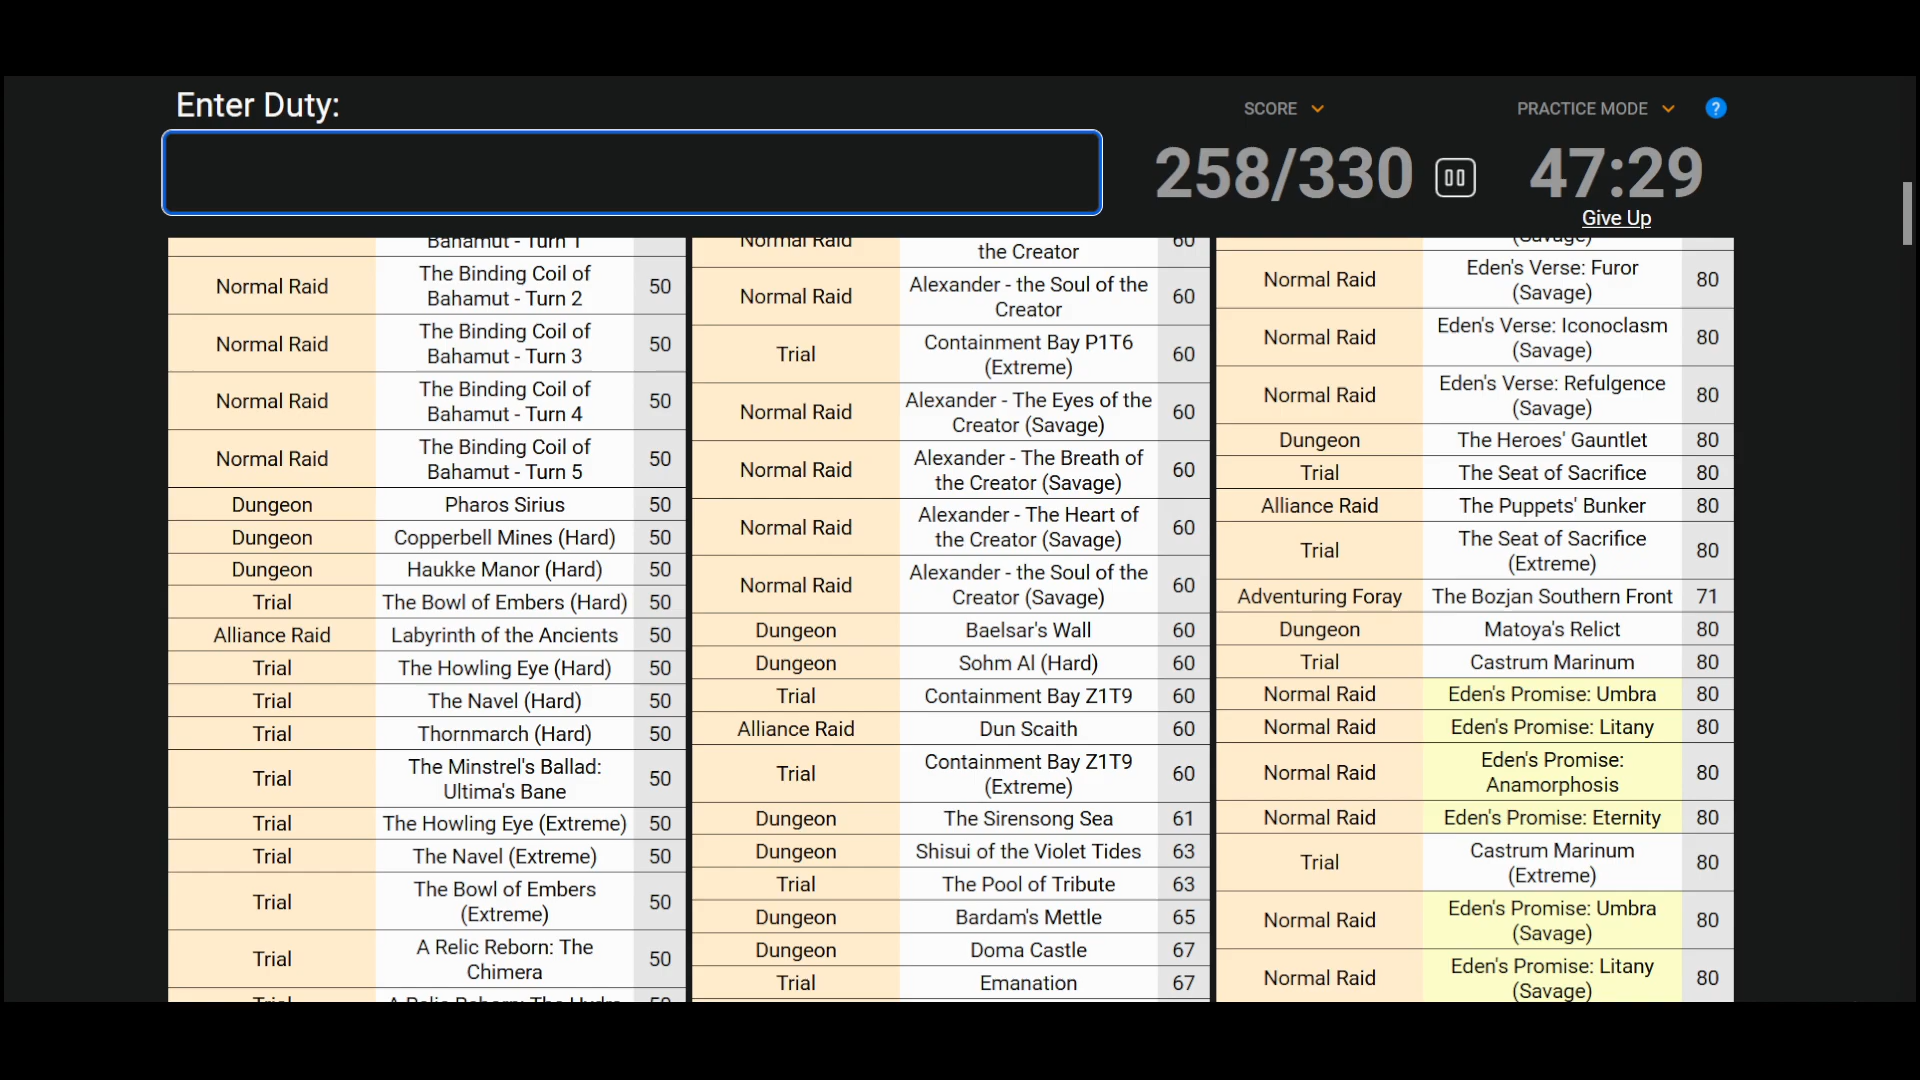 Enter Duty:
SCORE
PRACTICE MODE
?
258/330
47:29
Give Up
Bahamut - Turn 1
Normal Raid The Binding Coil of
Bahamut - Turn 2 50
Normal Raid The Binding Coil of
Bahamut - Turn 3 50
Normal Raid The Binding Coil of
Bahamut - Turn 4 50
Normal Raid The Binding Coil of
Bahamut - Turn 5 50
Dungeon Pharos Sirius 50
Dungeon Copperbell Mines (Hard) 50
Dungeon Haukke Manor (Hard) 50
Trial The Bowl of Embers (Hard) 50
Alliance Raid Labyrinth of the Ancients 50
Trial The Howling Eye (Hard) 50
Trial The Navel (Hard) 50
Trial Thornmarch (Hard) 50
Trial The Minstrel's Ballad:
Ultima's Bane 50
Trial The Howling Eye (Extreme) 50
Trial The Navel (Extreme) 50
Trial The Bowl of Embers
(Extreme) 50
Trial A Relic Reborn: The
Chimera 50
Trial A Relic Reborn: The Hydra 50
Normal Raid the Creator 60
Normal Raid Alexander - the Soul of the
Creator 60
Trial Containment Bay P1T6
(Extreme) 60
Normal Raid Alexander - The Eyes of the
Creator (Savage) 60
Normal Raid Alexander - The Breath of
the Creator (Savage) 60
Normal Raid Alexander - The Heart of
the Creator (Savage) 60
Normal Raid Alexander - the Soul of the
Creator (Savage) 60
Dungeon Baelsar's Wall 60
Dungeon Sohm Al (Hard) 60
Trial Containment Bay Z1T9 60
Alliance Raid Dun Scaith 60
Trial Containment Bay Z1T9
(Extreme) 60
Dungeon The Sirensong Sea 61
Dungeon Shisui of the Violet Tides 63
Trial The Pool of Tribute 63
Dungeon Bardam's Mettle 65
Dungeon Doma Castle 67
Trial Emanation 67
(Savage)
Normal Raid Eden's Verse: Furor
(Savage) 80
Normal Raid Eden's Verse: Iconoclasm
(Savage) 80
Normal Raid Eden's Verse: Refulgence
(Savage) 80
Dungeon The Heroes' Gauntlet 80
Trial The Seat of Sacrifice 80
Alliance Raid The Puppets' Bunker 80
Trial The Seat of Sacrifice
(Extreme) 80
Adventuring Foray The Bozjan Southern Front 71
Dungeon Matoya's Relict 80
Trial Castrum Marinum 80
Normal Raid Eden's Promise: Umbra 80
Normal Raid Eden's Promise: Litany 80
Normal Raid Eden's Promise:
Anamorphosis 80
Normal Raid Eden's Promise: Eternity 80
Trial Castrum Marinum
(Extreme) 80
Normal Raid Eden's Promise: Umbra
(Savage) 80
Normal Raid Eden's Promise: Litany
(Savage) 80